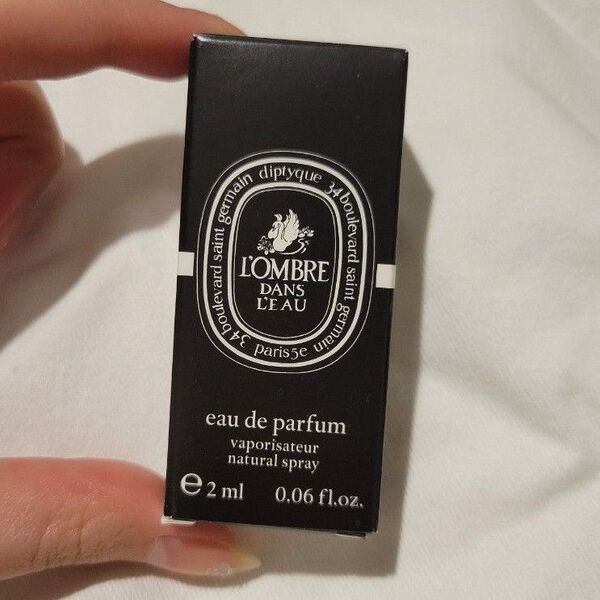 diptyque 34 boulevard saint germain paris5e 34 boulevard saint germain
L'OMBRE
DANS
L'EAU
eau de parfum
vaporisateur
natural spray
e 2 ml 0.06 fl.oz.